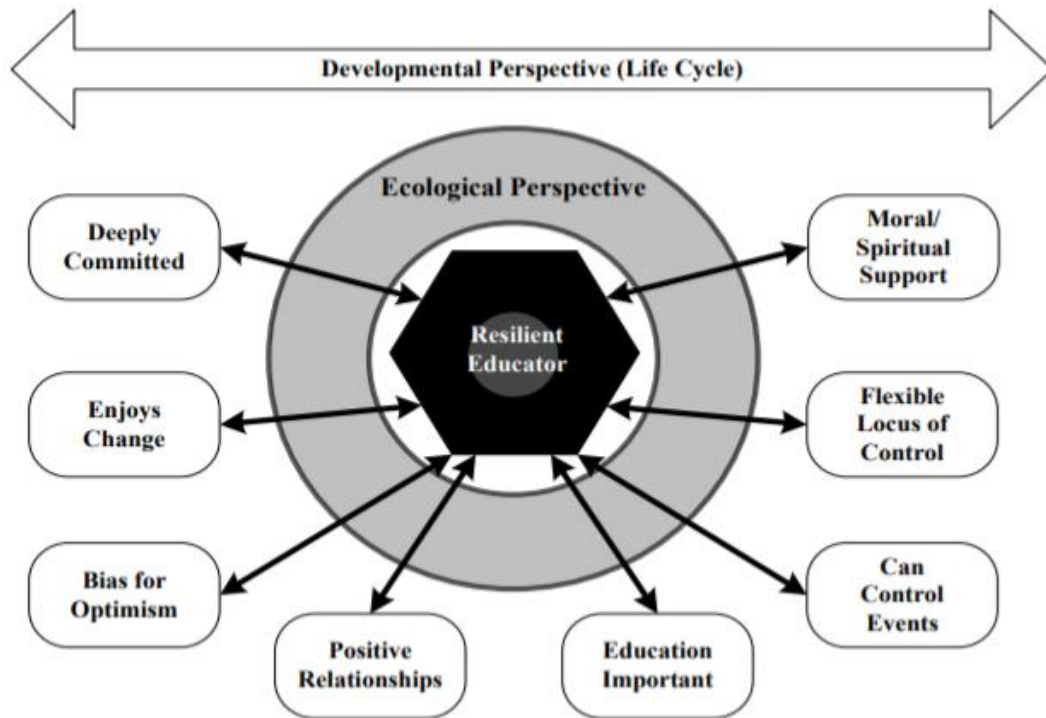 Developmental Perspective (Life Cycle)
Ecological Perspective
Deeply
Committed
Moral/
Spiritual
Support
Resilient
Educator
Enjoys
Change
Flexible
Locus of
Control
Bias for
Optimism
Can
Control
Events
Positive
Relationships
Education
Important